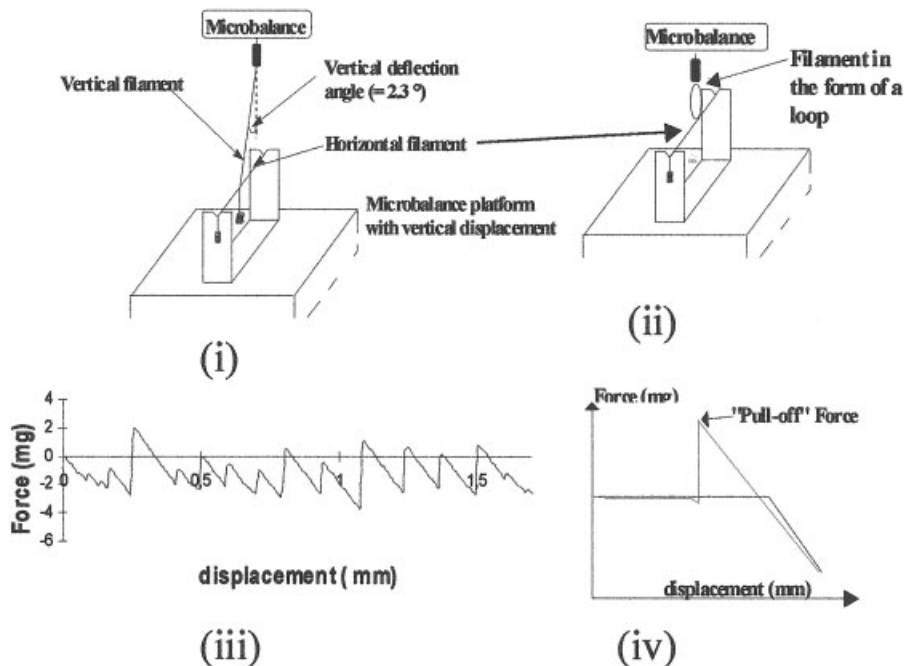 Microbalance
Vertical filament
Vertical deflection
angle (= 2.3 °)
Horizontal filament
Microbalance platform
with vertical displacement
(i)
Microbalance
Filament in
the form of a
loop
(ii)
Force (mg)
4
2
0
-2
-4
-6
0
0.5
1
1.5
displacement ( mm)
(iii)
Force (mg)
"Pull-off" Force
displacement (mm)
(iv)